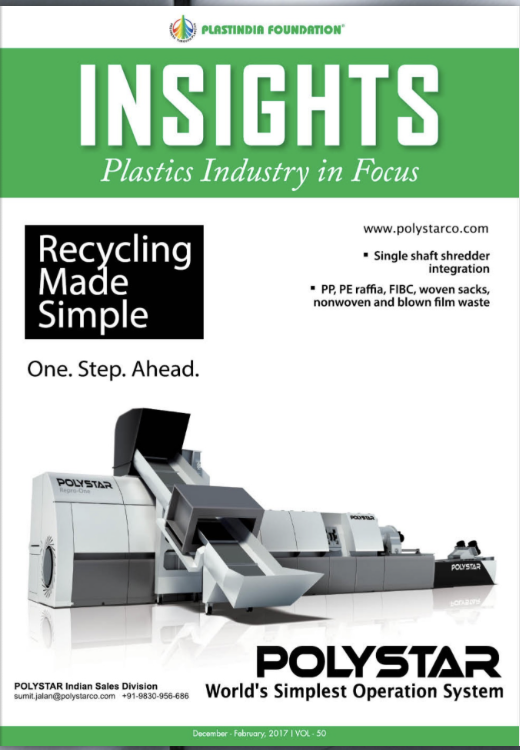 PLASTINDIA FOUNDATION®
INSIGHTS
Plastics Industry in Focus
Recycling
Made
Simple
One. Step. Ahead.
www.polystarco.com
▪ Single shaft shredder
integration
▪ PP, PE raffia, FIBC, woven sacks,
nonwoven and blown film waste
POLYSTAR
Repro-One
POLYSTAR
POLYSTAR
POLYSTAR
World's Simplest Operation System
POLYSTAR Indian Sales Division
sumit.jalan@polystarco.com +91-9830-956-686
December - February, 2017 | VOL - 50